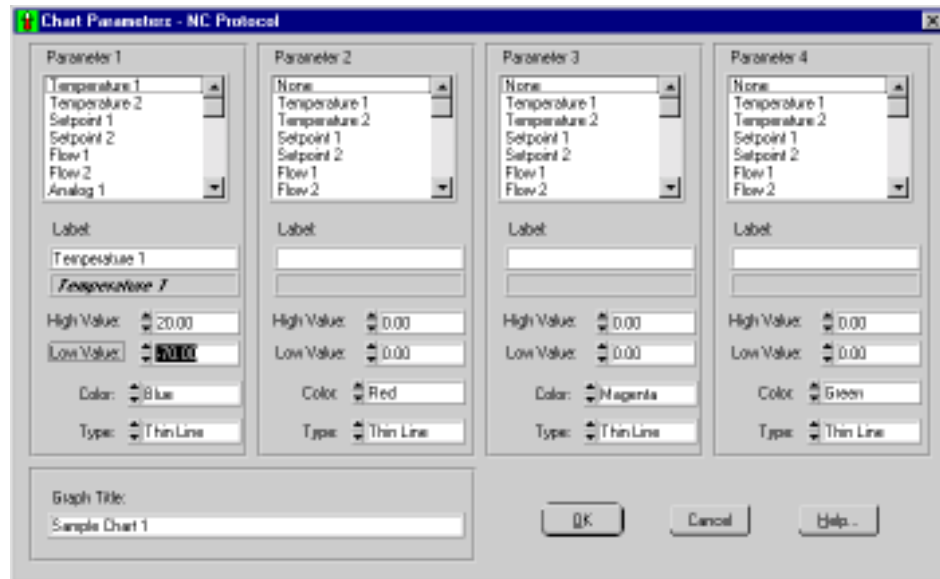 Chart Parameters - NC Protocol
Parameter 1
Temperature 1
Temperature 2
Setpoint 1
Setpoint 2
Flow 1
Flow 2
Analog 1
Label:
Temperature 1
Temperature 1
High Value: 20.00
Low Value: -70.00
Color: Blue
Type: Thin Line
Parameter 2
None
Temperature 1
Temperature 2
Setpoint 1
Setpoint 2
Flow 1
Flow 2
Label:
High Value: 0.00
Low Value: 0.00
Color: Red
Type: Thin Line
Parameter 3
None
Temperature 1
Temperature 2
Setpoint 1
Setpoint 2
Flow 1
Flow 2
Label:
High Value: 0.00
Low Value: 0.00
Color: Magenta
Type: Thin Line
Parameter 4
None
Temperature 1
Temperature 2
Setpoint 1
Setpoint 2
Flow 1
Flow 2
Label:
High Value: 0.00
Low Value: 0.00
Color: Green
Type: Thin Line
Graph Title:
Sample Chart 1
OK
Cancel
Help...